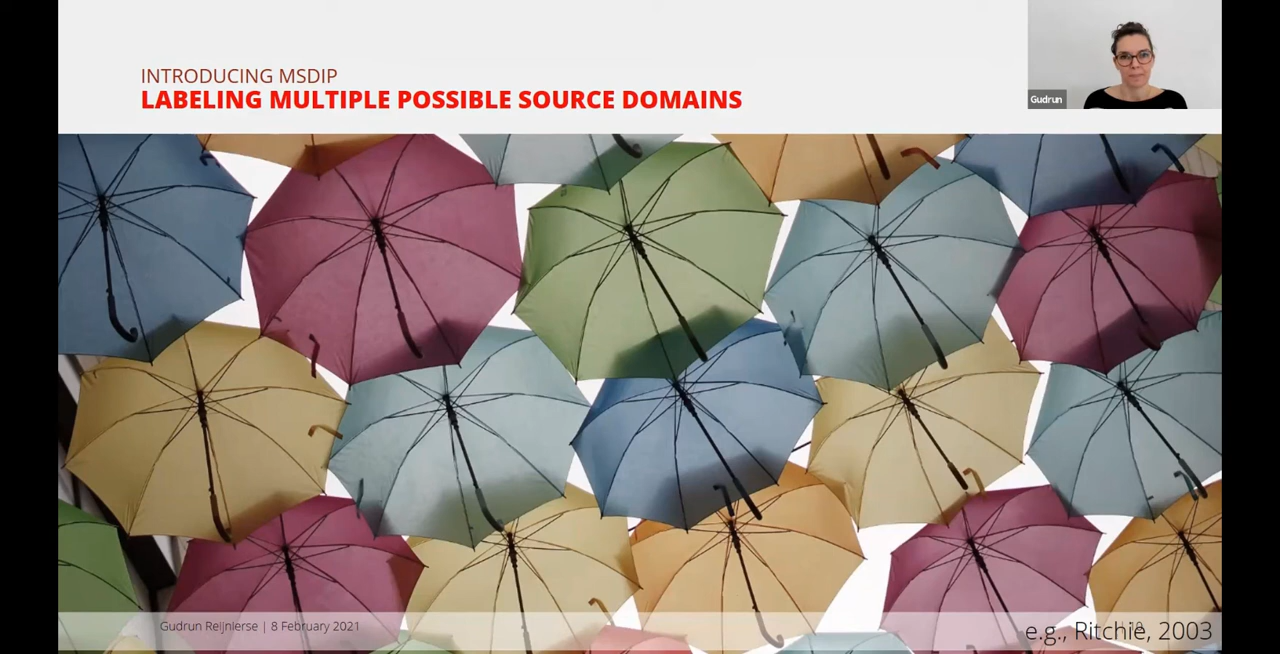 INTRODUCING MSDIP
LABELING MULTIPLE POSSIBLE SOURCE DOMAINS
Gudrun
Gudrun Reijnierse | 8 February 2021
e.g., Ritchie, 2003